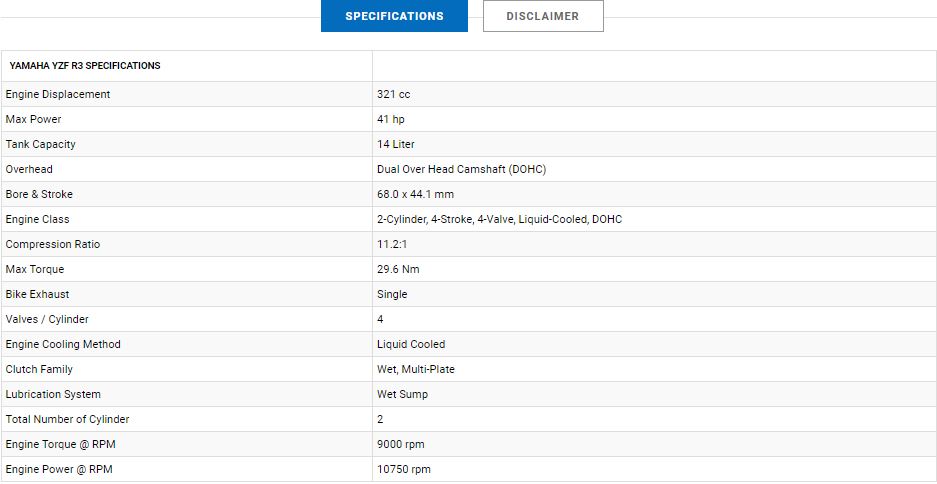 SPECIFICATIONS DISCLAIMER
YAMAHA YZF R3 SPECIFICATIONS
Engine Displacement 321 cc
Max Power 41 hp
Tank Capacity 14 Liter
Overhead Dual Over Head Camshaft (DOHC)
Bore & Stroke 68.0 x 44.1 mm
Engine Class 2-Cylinder, 4-Stroke, 4-Valve, Liquid-Cooled, DOHC
Compression Ratio 11.2:1
Max Torque 29.6 Nm
Bike Exhaust Single
Valves / Cylinder 4
Engine Cooling Method Liquid Cooled
Clutch Family Wet, Multi-Plate
Lubrication System Wet Sump
Total Number of Cylinder 2
Engine Torque @ RPM 9000 rpm
Engine Power @ RPM 10750 rpm